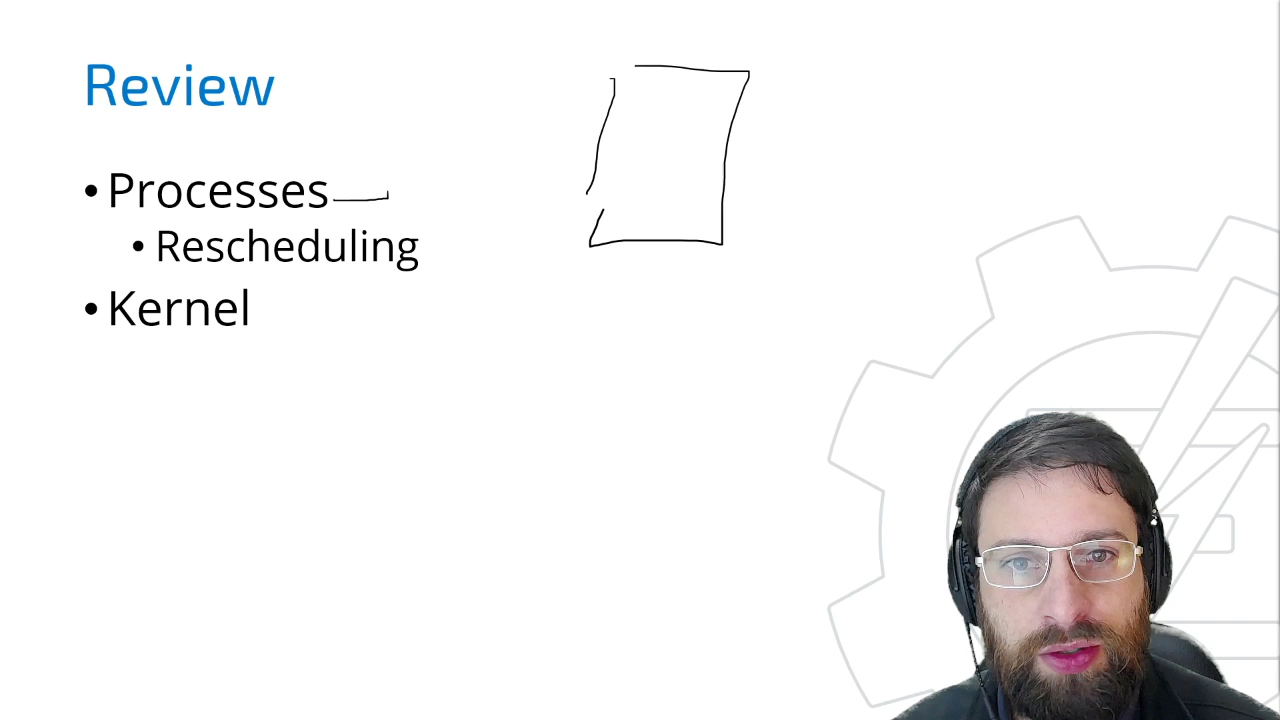 Review
• Processes
• Rescheduling
• Kernel